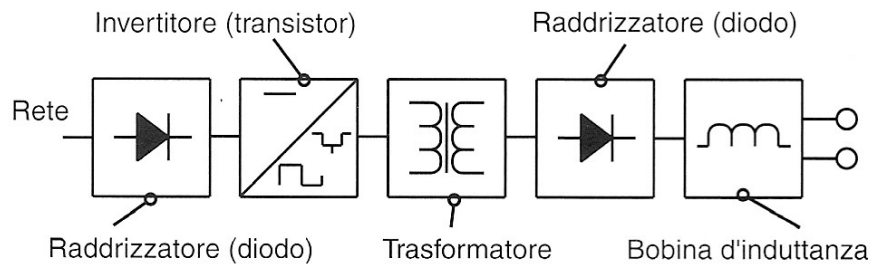 Invertitore (transistor)
Raddrizzatore (diodo)
Rete
Raddrizzatore (diodo)
Trasformatore
Bobina d'induttanza